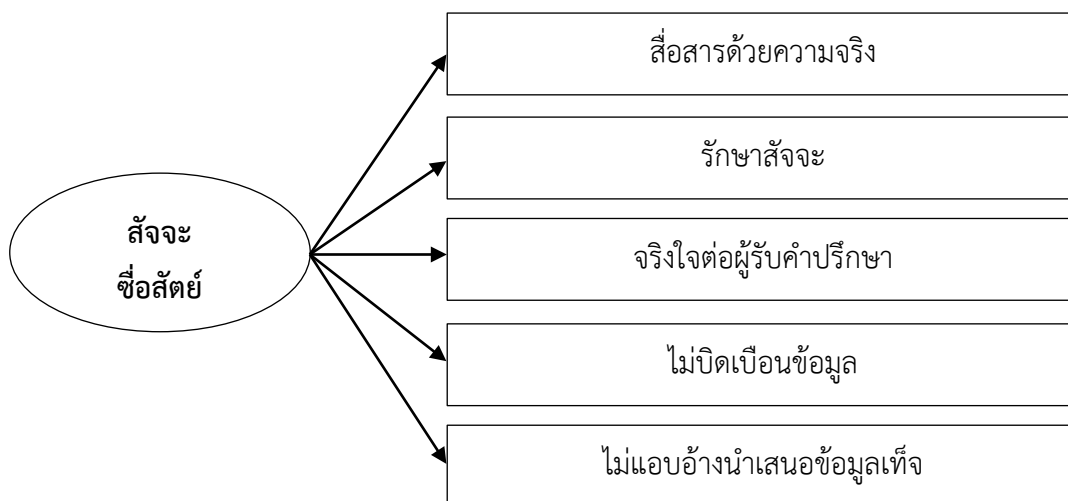 สื่อสารด้วยความจริง
รักษาสัจจะ
สัจจะ
ซื่อสัตย์
จริงใจต่อผู้รับคำปรึกษา
ไม่บิดเบือนข้อมูล
ไม่แอบอ้างนำเสนอข้อมูลเท็จ